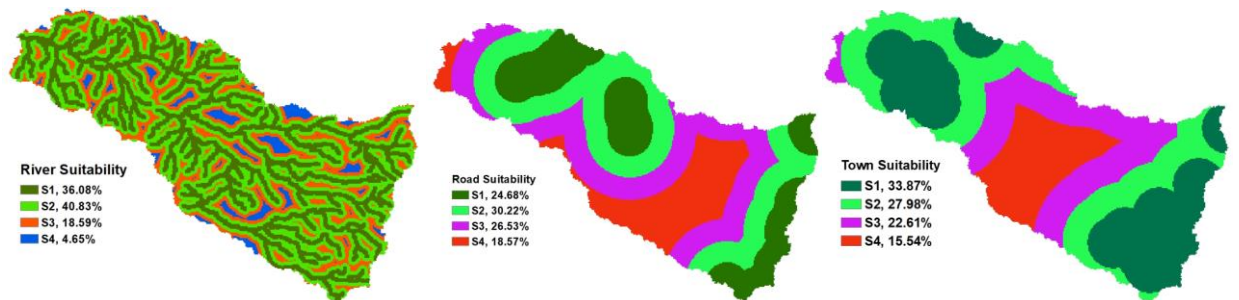 River Suitability
S1, 36.08%
S2, 40.83%
S3, 18.59%
S4, 4.65%
Road Suitability
S1, 24.68%
S2, 30.22%
S3, 26.53%
S4, 18.57%
Town Suitability
S1, 33.87%
S2, 27.98%
S3, 22.61%
S4, 15.54%